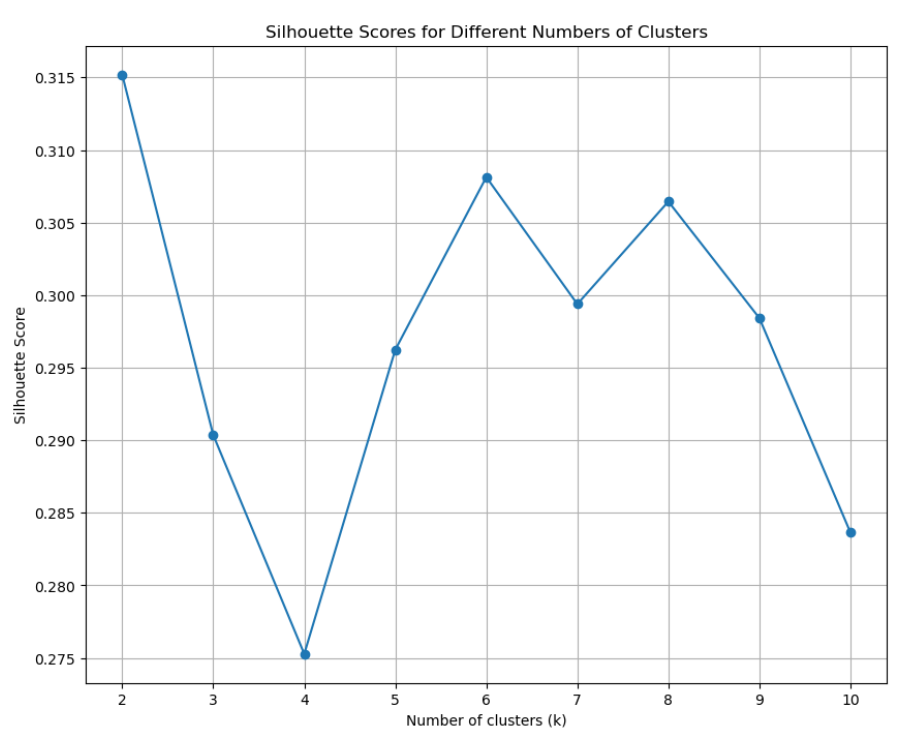 Silhouette Scores for Different Numbers of Clusters
0.315
0.310
0.305
0.300
0.295
0.290
0.285
0.280
0.275
Silhouette Score
2 3 4 5 6 7 8 9 10
Number of clusters (k)